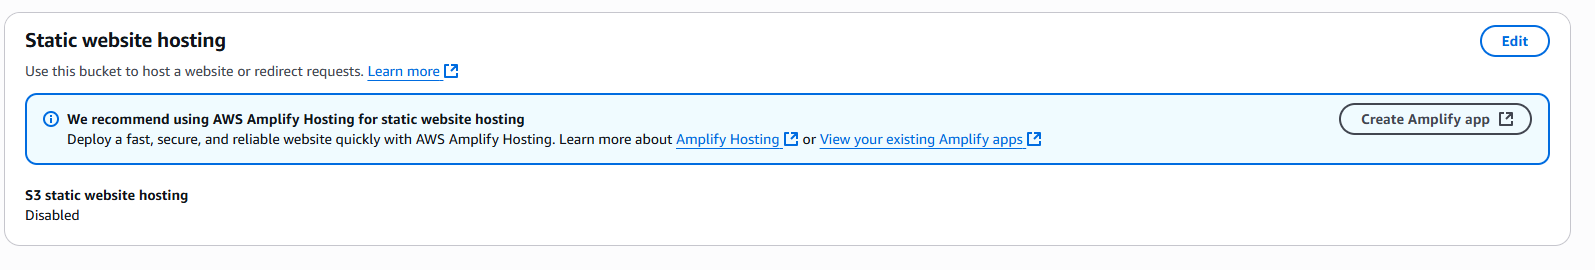 Static website hosting
Edit
Use this bucket to host a website or redirect requests. Learn more
We recommend using AWS Amplify Hosting for static website hosting
Create Amplify app
Deploy a fast, secure, and reliable website quickly with AWS Amplify Hosting. Learn more about Amplify Hosting or View your existing Amplify apps
S3 static website hosting
Disabled